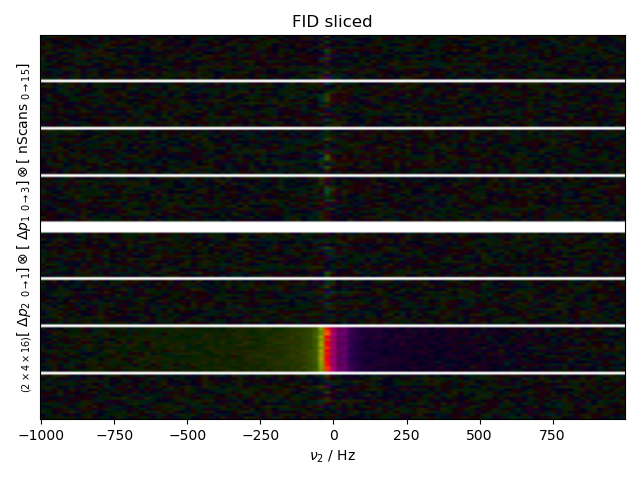 FID sliced
(2 × 4 × 16)[ Δp₂ ₀→₁] ⊗ [ Δp₁ ₀→₃] ⊗ [ nScans ₀→₁₅]
−1000 −750 −500 −250 0 250 500 750
ν₂ / Hz